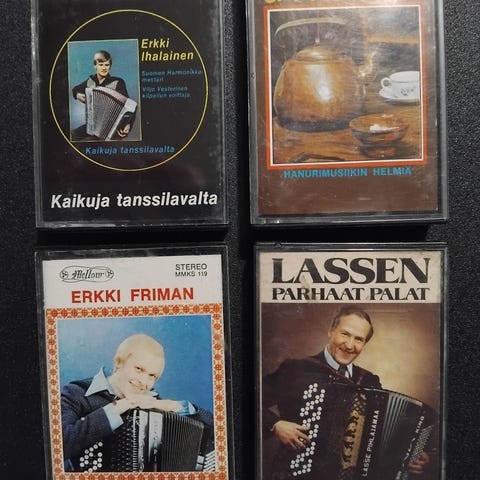 Erkki
Ihalainen
Suomen Harmonikka-
mestari
Viljo Vesterisen
kilpailun voittaja
Kaikuja tanssilavalta
Kaikuja tanssilavalta
HANURIMUSIIKIN HELMIÄ
Mellow
STEREO
MMKS 119
ERKKI FRIMAN
LASSEN
PARHAAT PALAT
LASSE PIHLAJAMAA